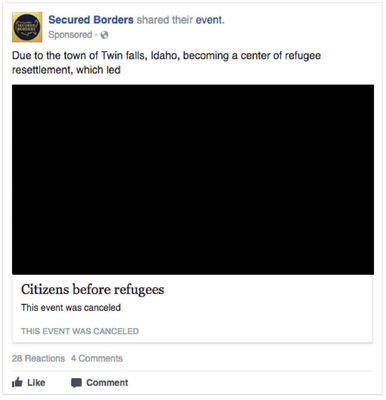 SECURED BORDERS
Secured Borders shared their event.
Sponsored ·
Due to the town of Twin falls, Idaho, becoming a center of refugee
resettlement, which led
Citizens before refugees
This event was canceled
THIS EVENT WAS CANCELED
28 Reactions 4 Comments
Like Comment